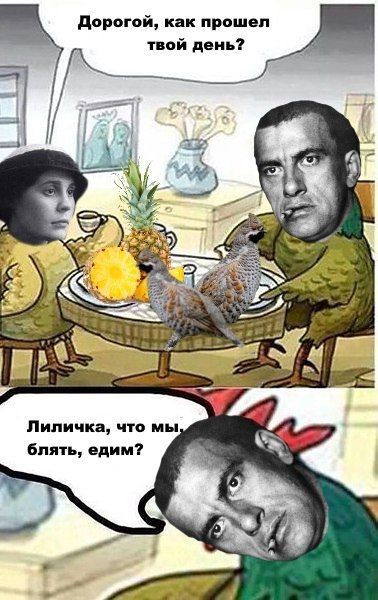 Дорогой, как прошел
твой день?
Лиличка, что мы,
блять, едим?